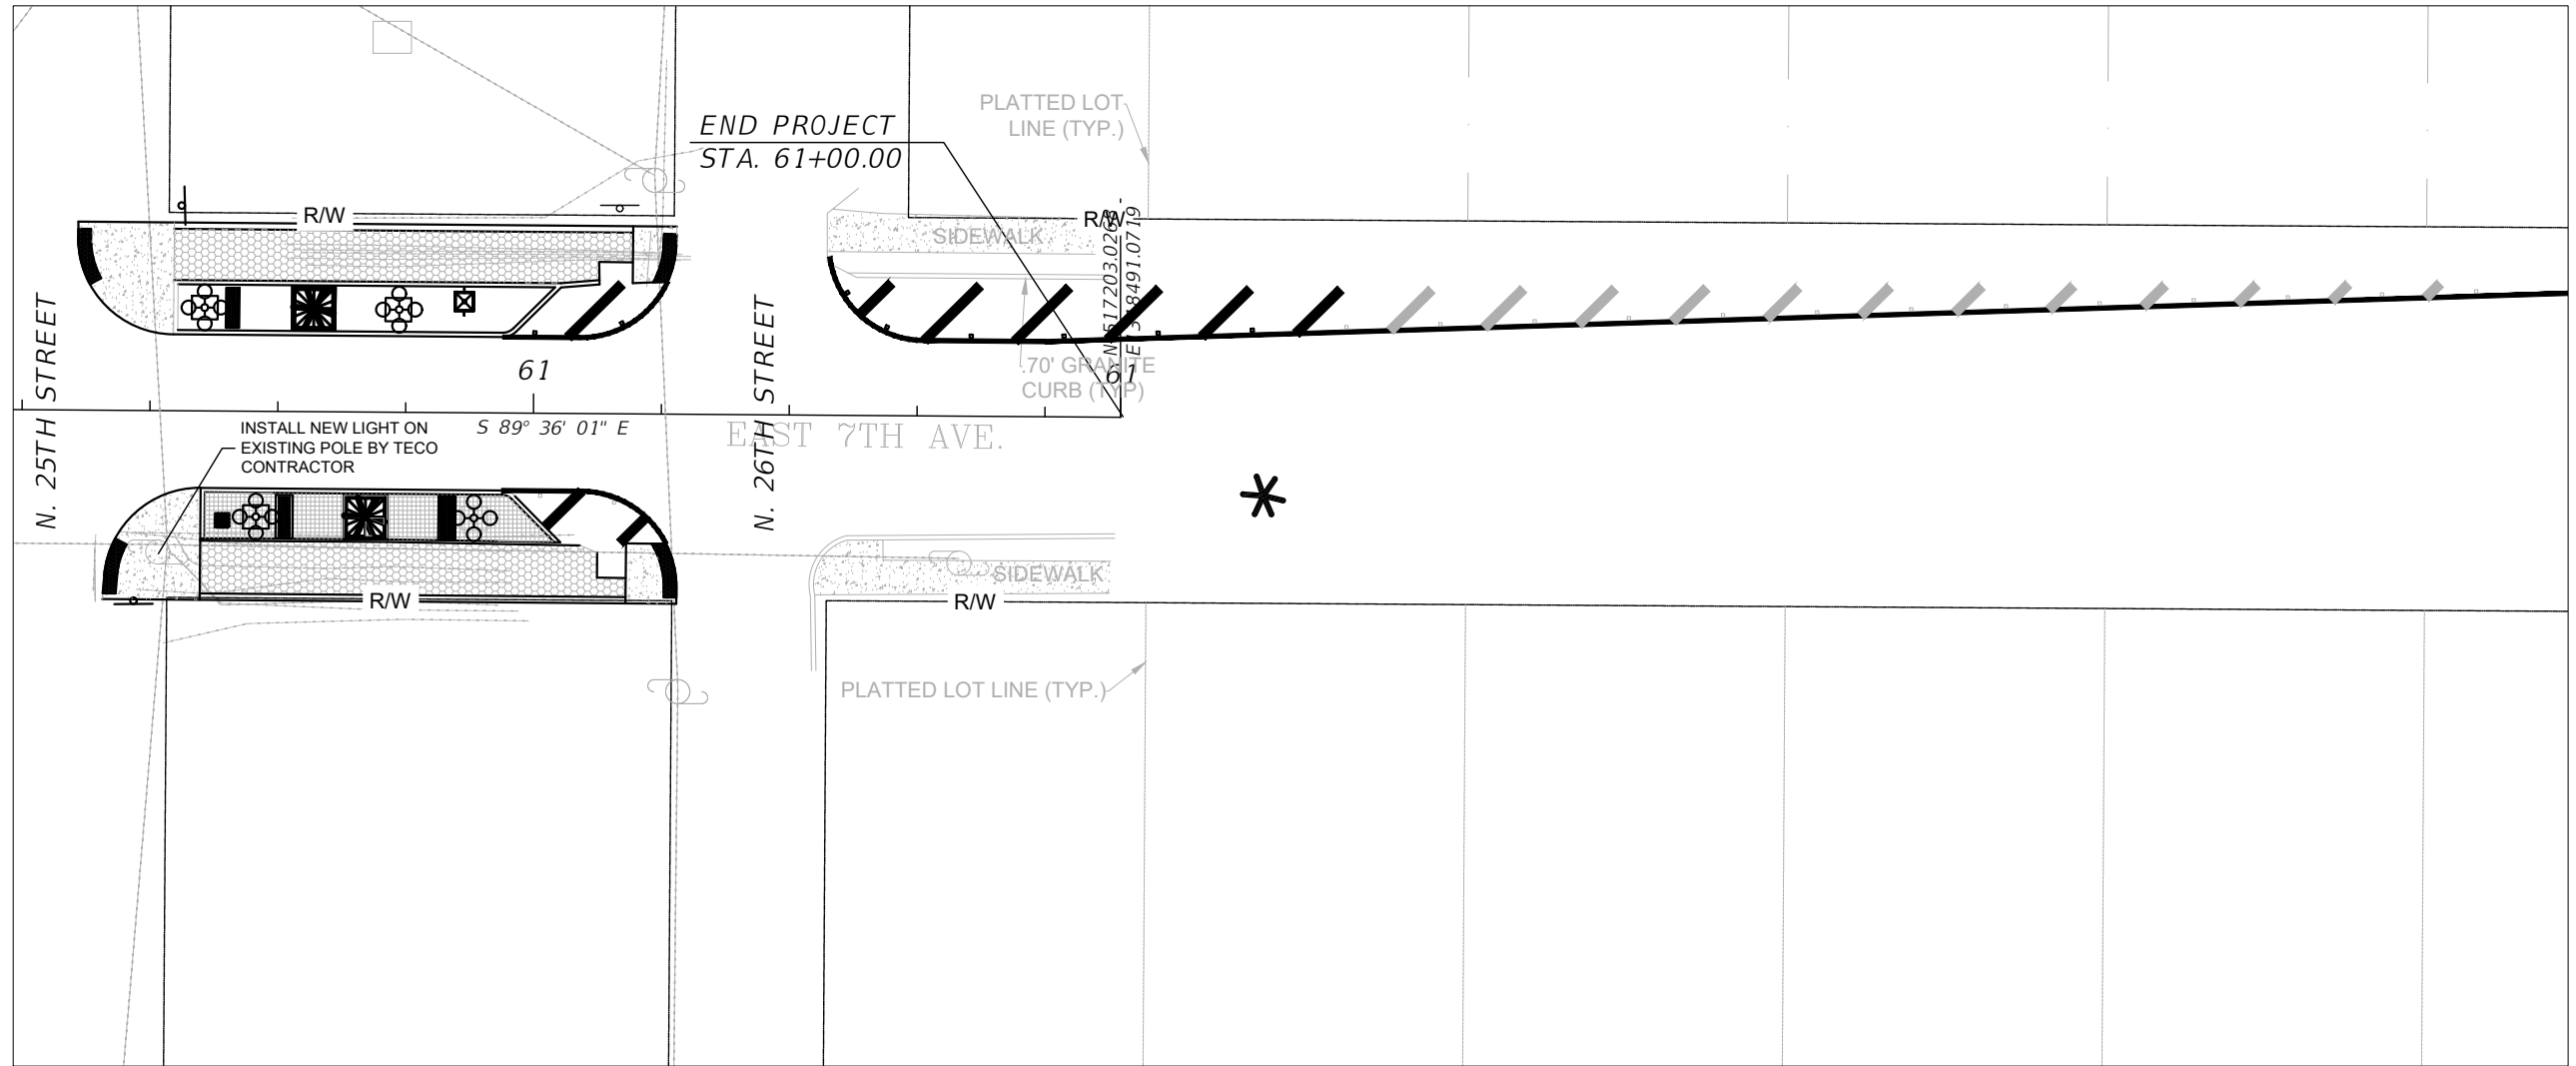 PLATTED LOT
LINE (TYP.)
END PROJECT
STA. 61+00.00
R/W
R/W
SIDEWALK
E
N. 25TH STREET
N. 26TH STREET
61
.70' GRANITE
CURB (TYP)
61
INSTALL NEW LIGHT ON
EXISTING POLE BY TECO
CONTRACTOR
S 89° 36' 01" E
EAST 7TH AVE.
SIDEWALK
R/W
R/W
PLATTED LOT LINE (TYP.)